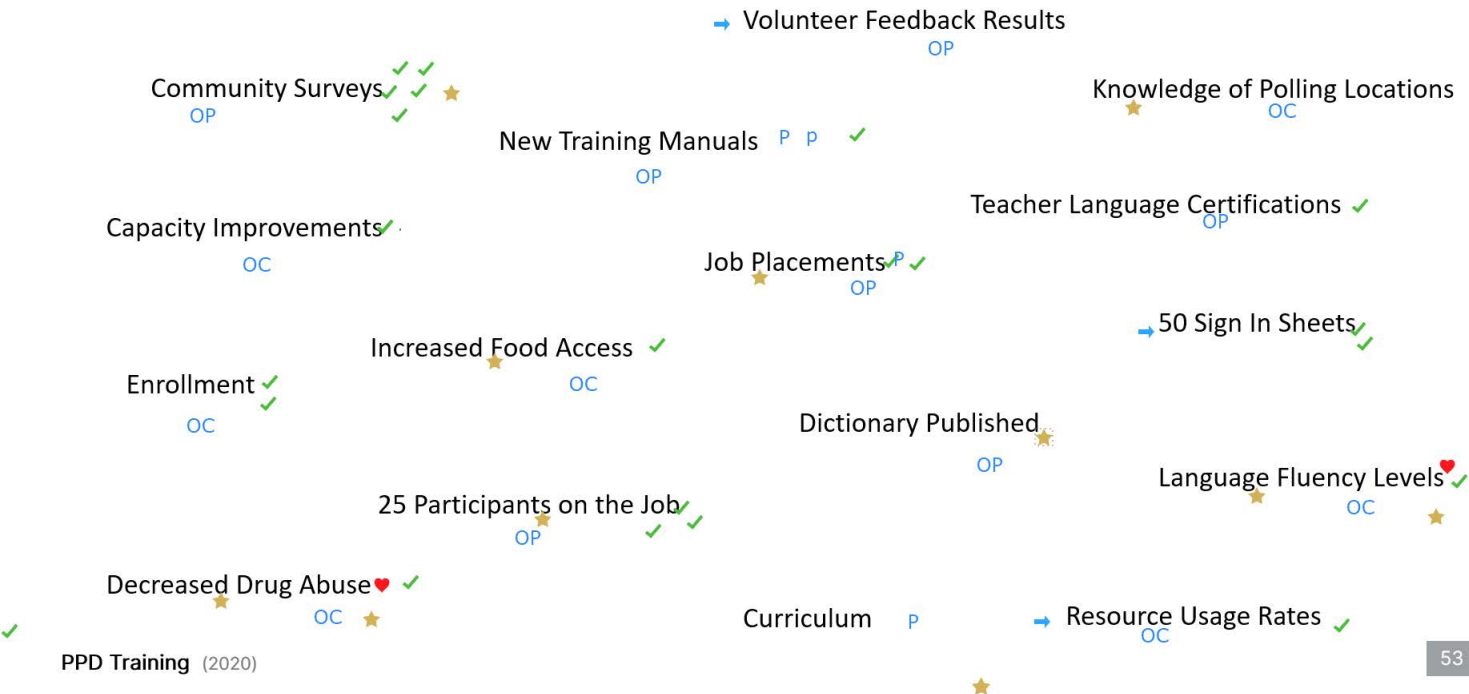 Volunteer Feedback Results
OP
Community Surveys
OP
Knowledge of Polling Locations
OC
New Training Manuals P p
OP
Teacher Language Certifications
OP
Capacity Improvements
OC
Job Placements P
OP
50 Sign In Sheets
Increased Food Access
OC
Enrollment
OC
Dictionary Published
OP
Language Fluency Levels
OC
25 Participants on the Job
OP
Decreased Drug Abuse
OC
Curriculum P
Resource Usage Rates
OC
PPD Training (2020)
53